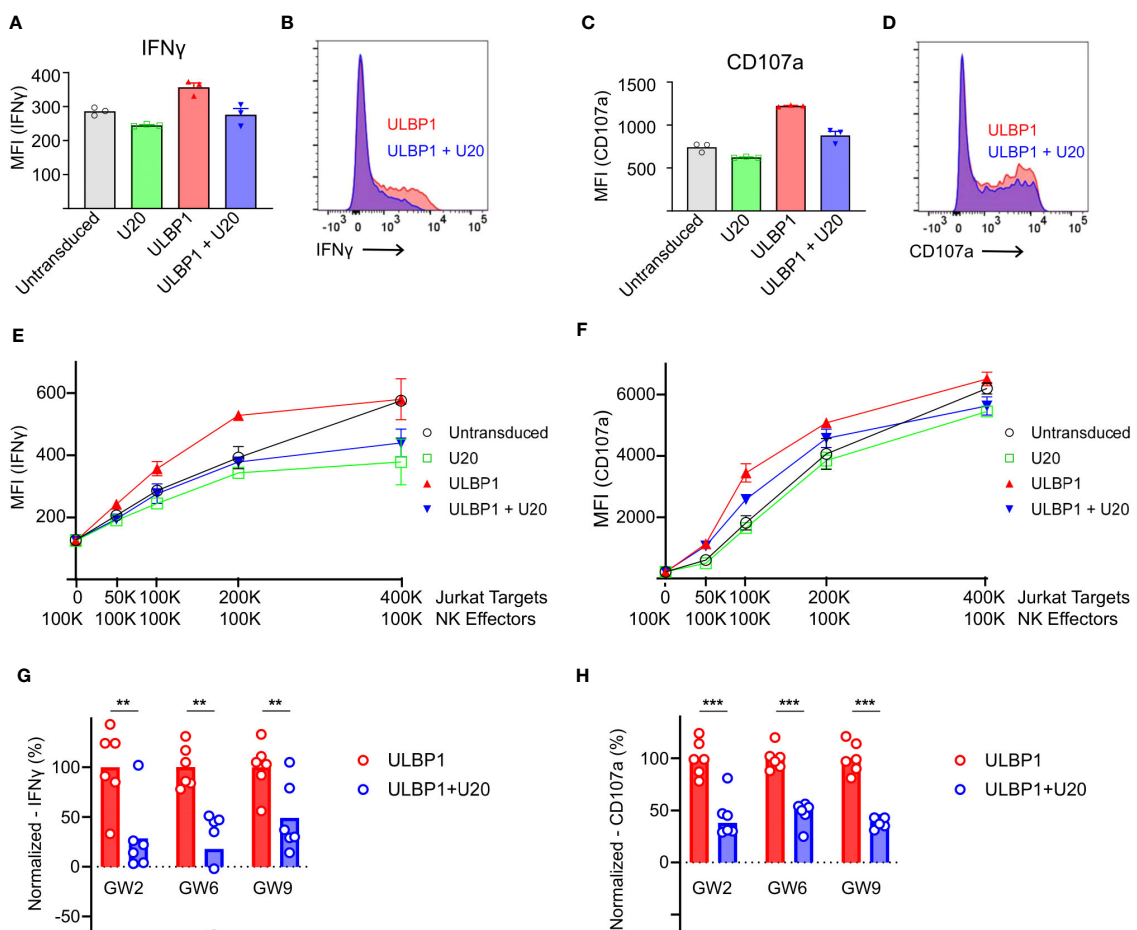 A
IFNγ
MFI (IFNγ)
400
300
200
100
Untransduced
U20
ULBP1
ULBP1 + U20
B
ULBP1
ULBP1 + U20
-10³ 0 10³ 10⁴ 10⁵
IFNγ
C
CD107a
MFI (CD107a)
1500
1000
500
Untransduced
U20
ULBP1
ULBP1 + U20
D
ULBP1
ULBP1 + U20
-10³ 0 10³ 10⁴ 10⁵
CD107a
E
MFI (IFNγ)
600
400
200
Untransduced
U20
ULBP1
ULBP1 + U20
0 50K 100K 200K 400K Jurkat Targets
100K 100K 100K 100K 100K NK Effectors
F
MFI (CD107a)
6000
4000
2000
Untransduced
U20
ULBP1
ULBP1 + U20
0 50K 100K 200K 400K Jurkat Targets
100K 100K 100K 100K 100K NK Effectors
G
Normalized - IFNγ (%)
100
50
0
-50
** ** **
GW2 GW6 GW9
ULBP1
ULBP1+U20
H
Normalized - CD107a (%)
100
50
0
*** *** ***
GW2 GW6 GW9
ULBP1
ULBP1+U20